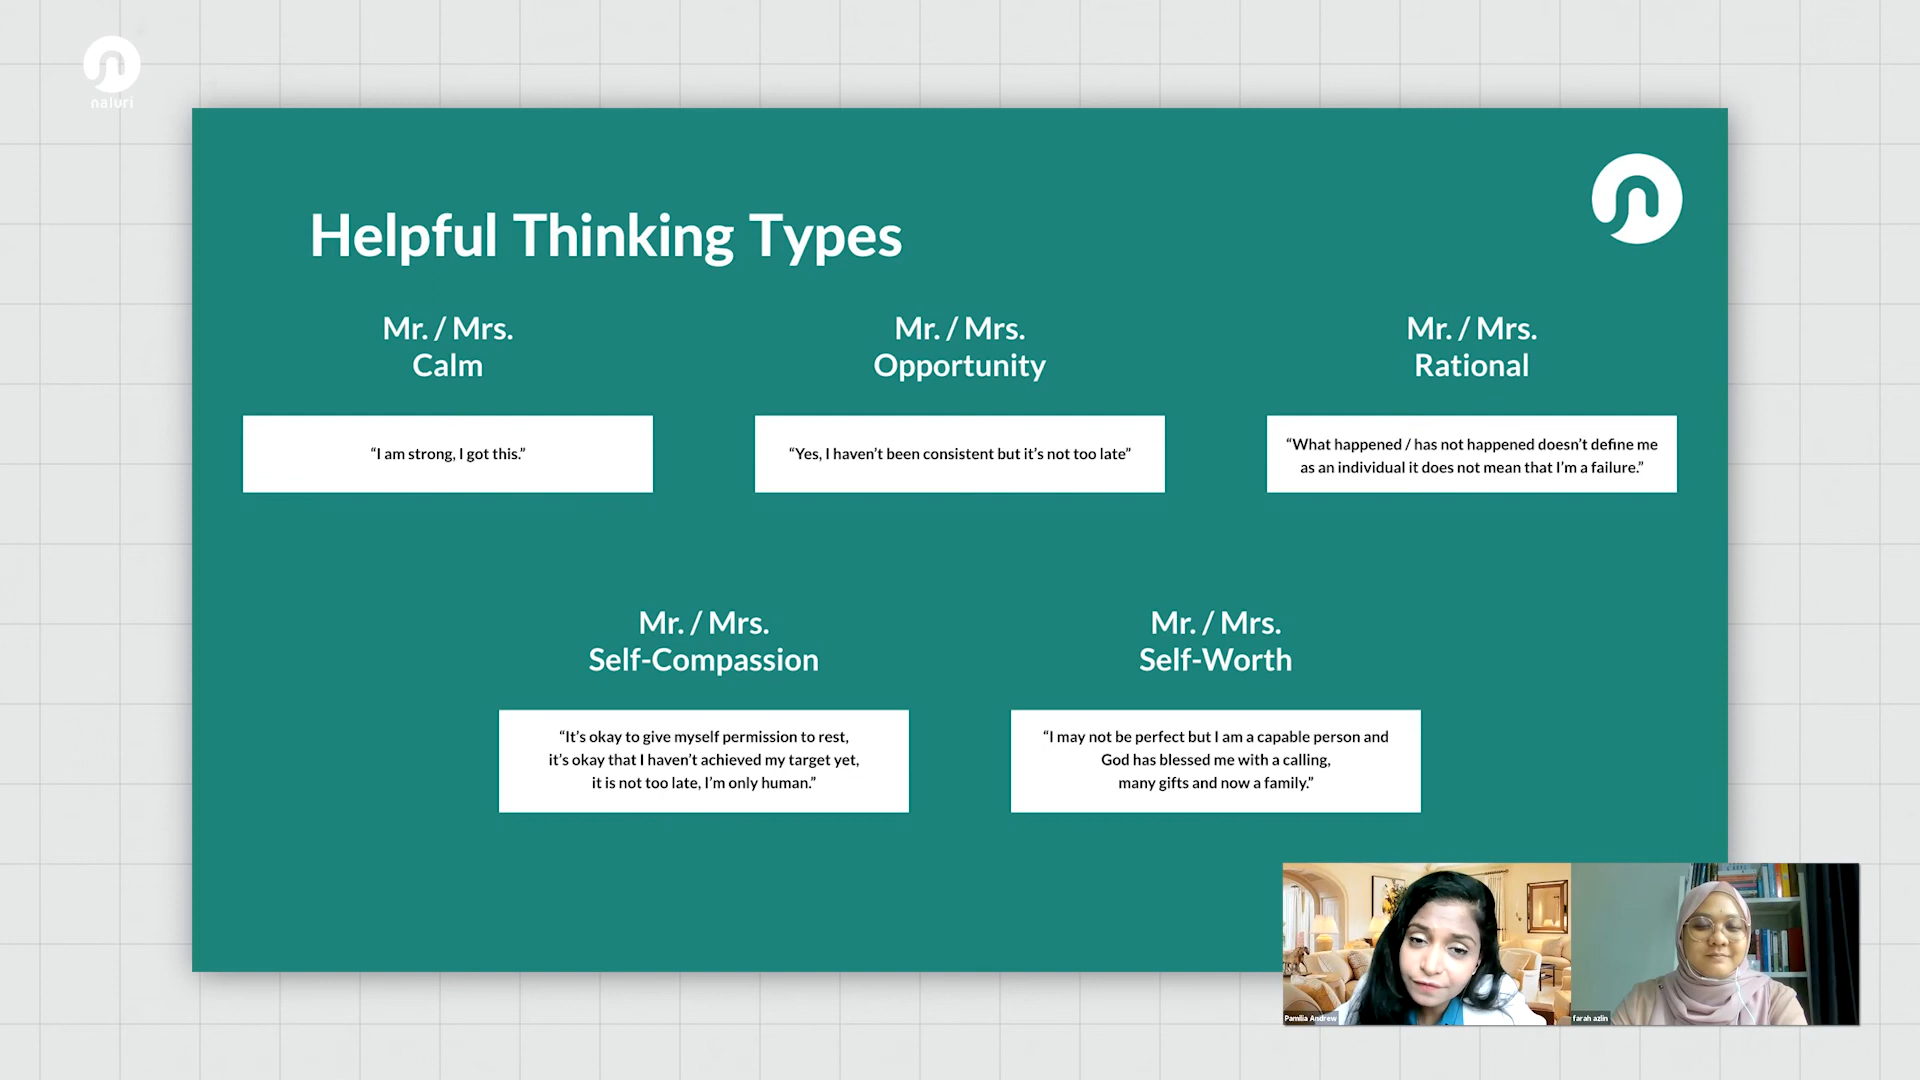 naluri
Helpful Thinking Types
Mr. / Mrs.
Calm
“I am strong, I got this.”
Mr. / Mrs.
Opportunity
“Yes, I haven’t been consistent but it’s not too late”
Mr. / Mrs.
Rational
“What happened / has not happened doesn’t define me
as an individual it does not mean that I’m a failure.”
Mr. / Mrs.
Self-Compassion
“It’s okay to give myself permission to rest,
it’s okay that I haven’t achieved my target yet,
it is not too late, I’m only human.”
Mr. / Mrs.
Self-Worth
“I may not be perfect but I am a capable person and
God has blessed me with a calling,
many gifts and now a family.”
Pamilia Andrew
farah azlin